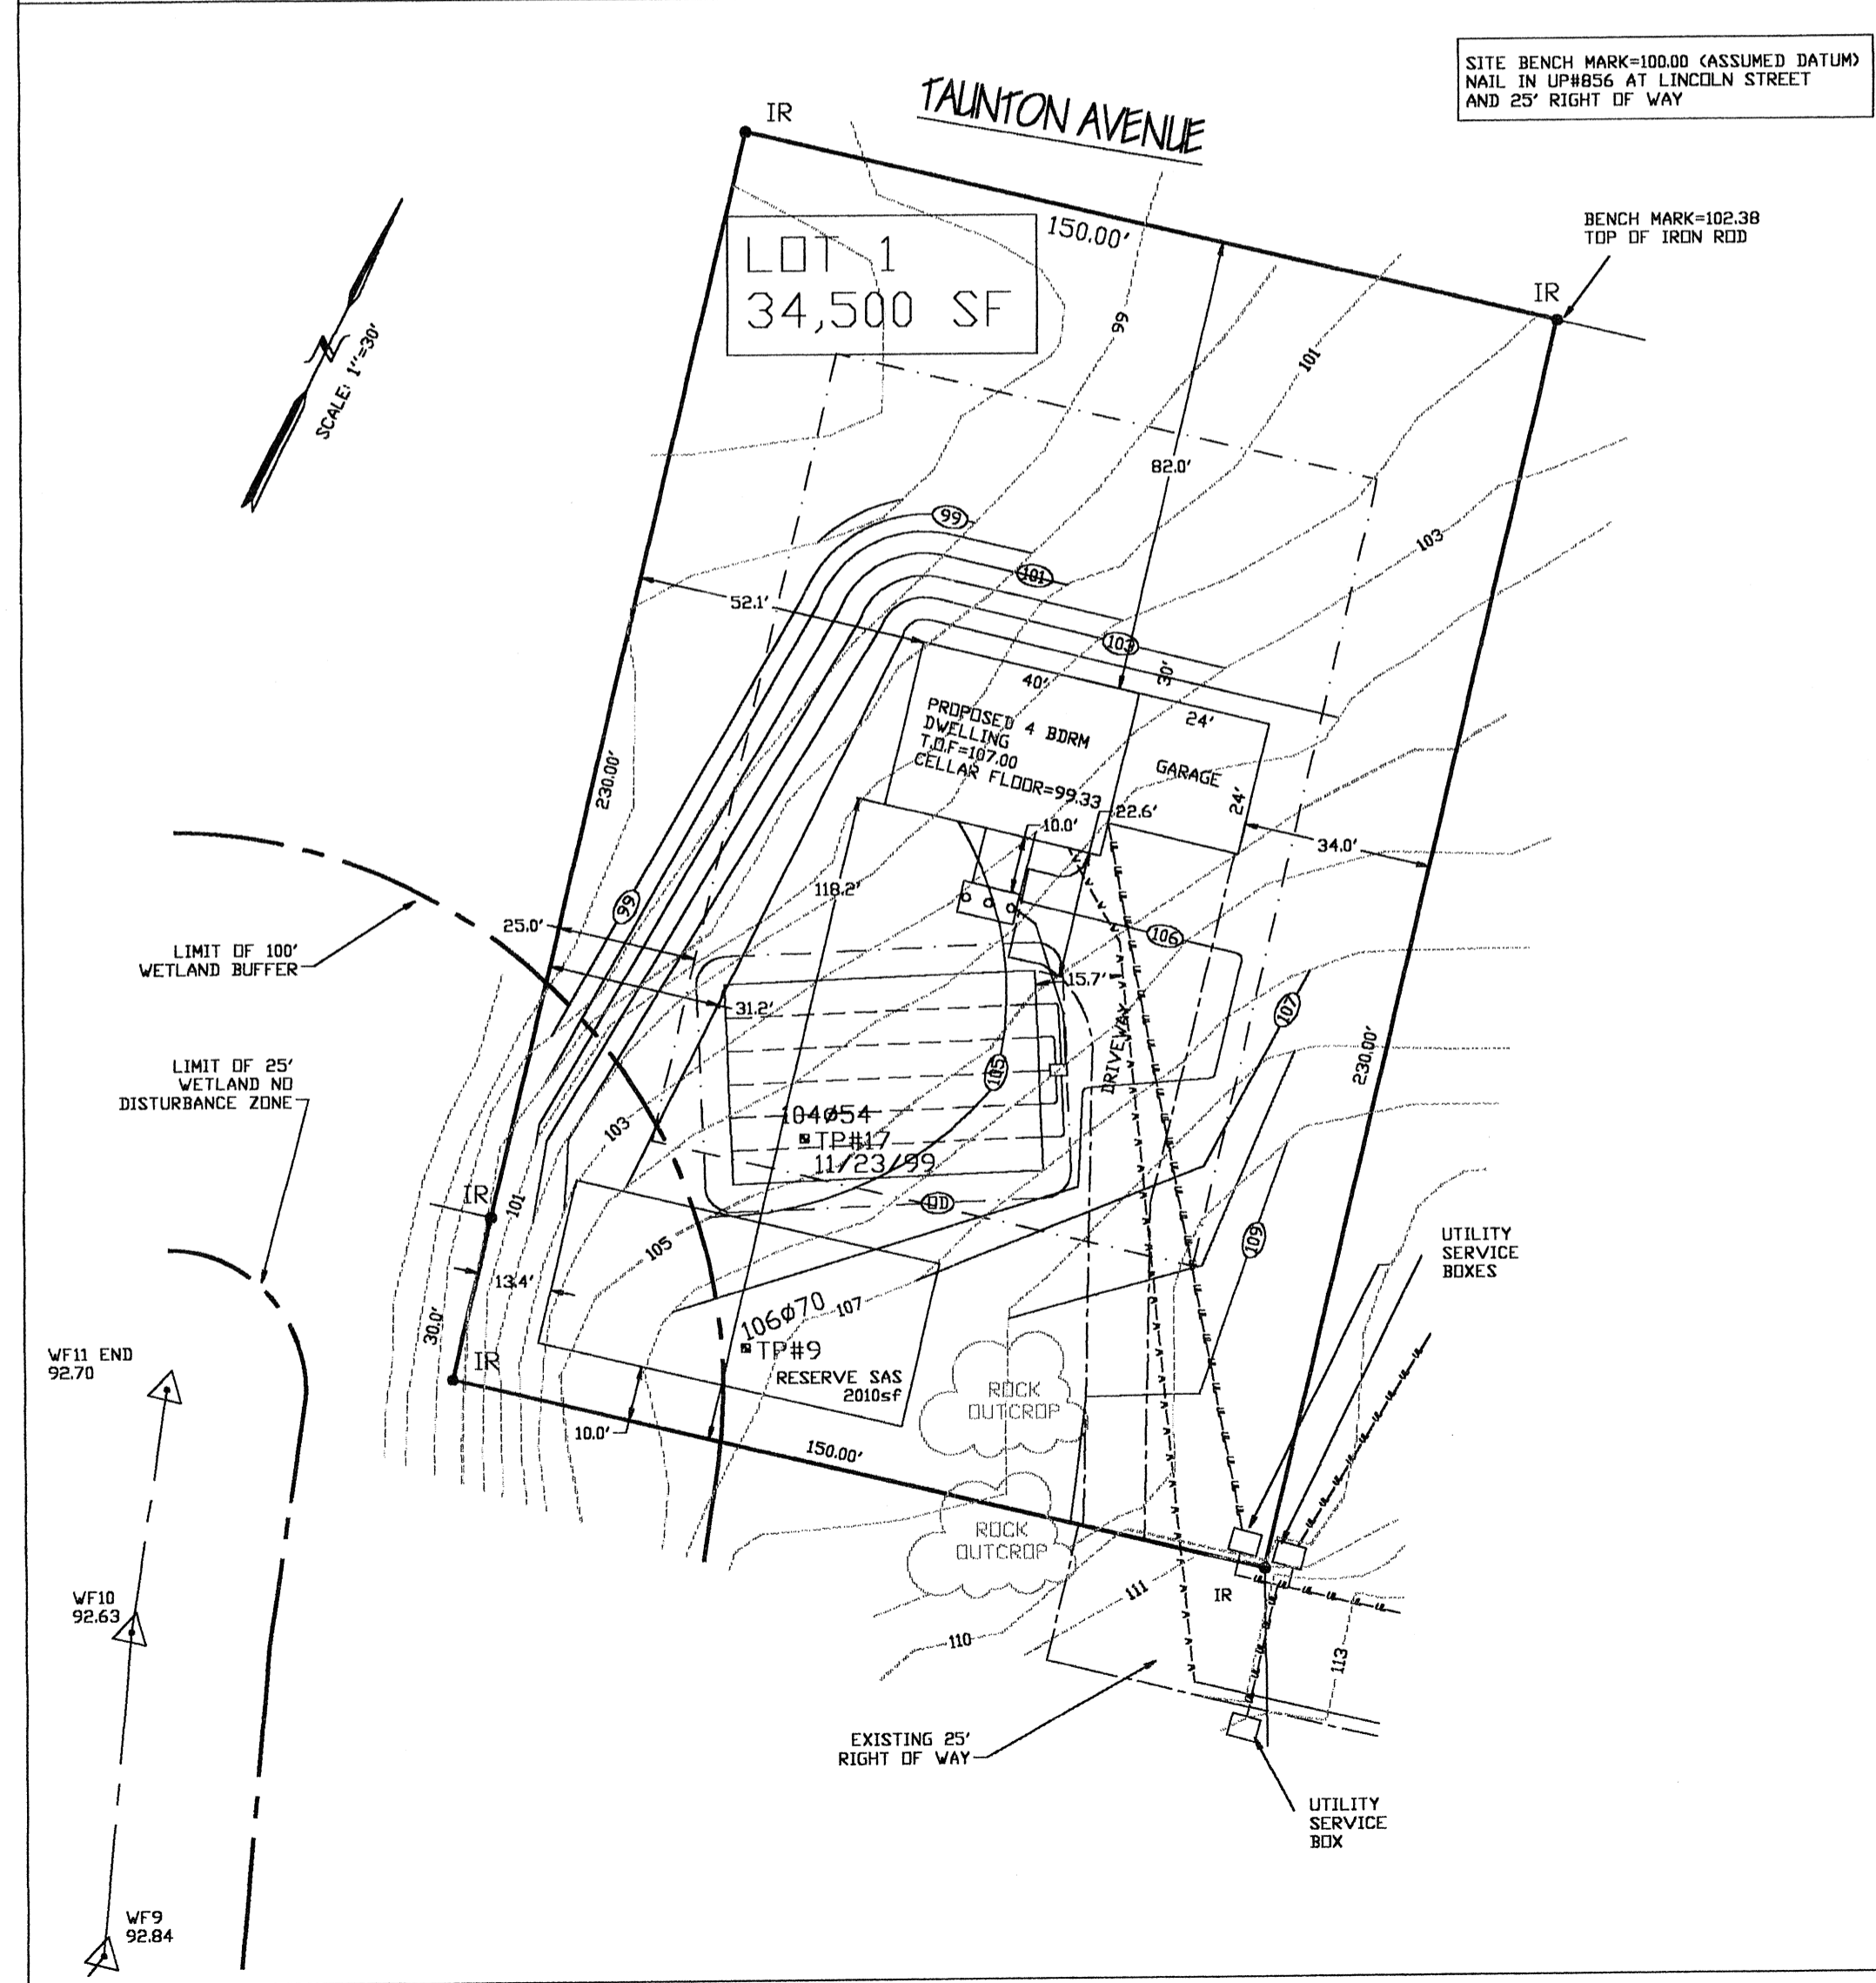 SITE BENCH MARK=100.00 (ASSUMED DATUM)
NAIL IN UP#856 AT LINCOLN STREET
AND 25' RIGHT OF WAY
TAUNTON AVENUE
IR
150.00'
BENCH MARK=102.38
TOP OF IRON ROD
IR
LOT 1
34,500 SF
N
SCALE: 1"=30'
99
101
82.0'
103
99
101
52.1'
103
30'
40'
24'
PROPOSED 4 BDRM
DWELLING
T.O.F=107.00
CELLAR FLOOR=99.33
GARAGE
24'
230.00'
10.0'
22.6'
34.0'
118.2'
99
25.0'
106
LIMIT OF 100'
WETLAND BUFFER
15.7'
31.2'
107
DRIVEWAY
230.00'
105
LIMIT OF 25'
WETLAND NO
DISTURBANCE ZONE
104ø54
TP#17
11/23/99
103
IR
101
OD
105
109
UTILITY
SERVICE
BOXES
13.4'
30.0'
106ø70
107
TP#9
RESERVE SAS
2010sf
IR
WF11 END
92.70
ROCK
OUTCROP
10.0'
150.00'
ROCK
OUTCROP
WF10
92.63
111
IR
110
113
EXISTING 25'
RIGHT OF WAY
UTILITY
SERVICE
BOX
WF9
92.84